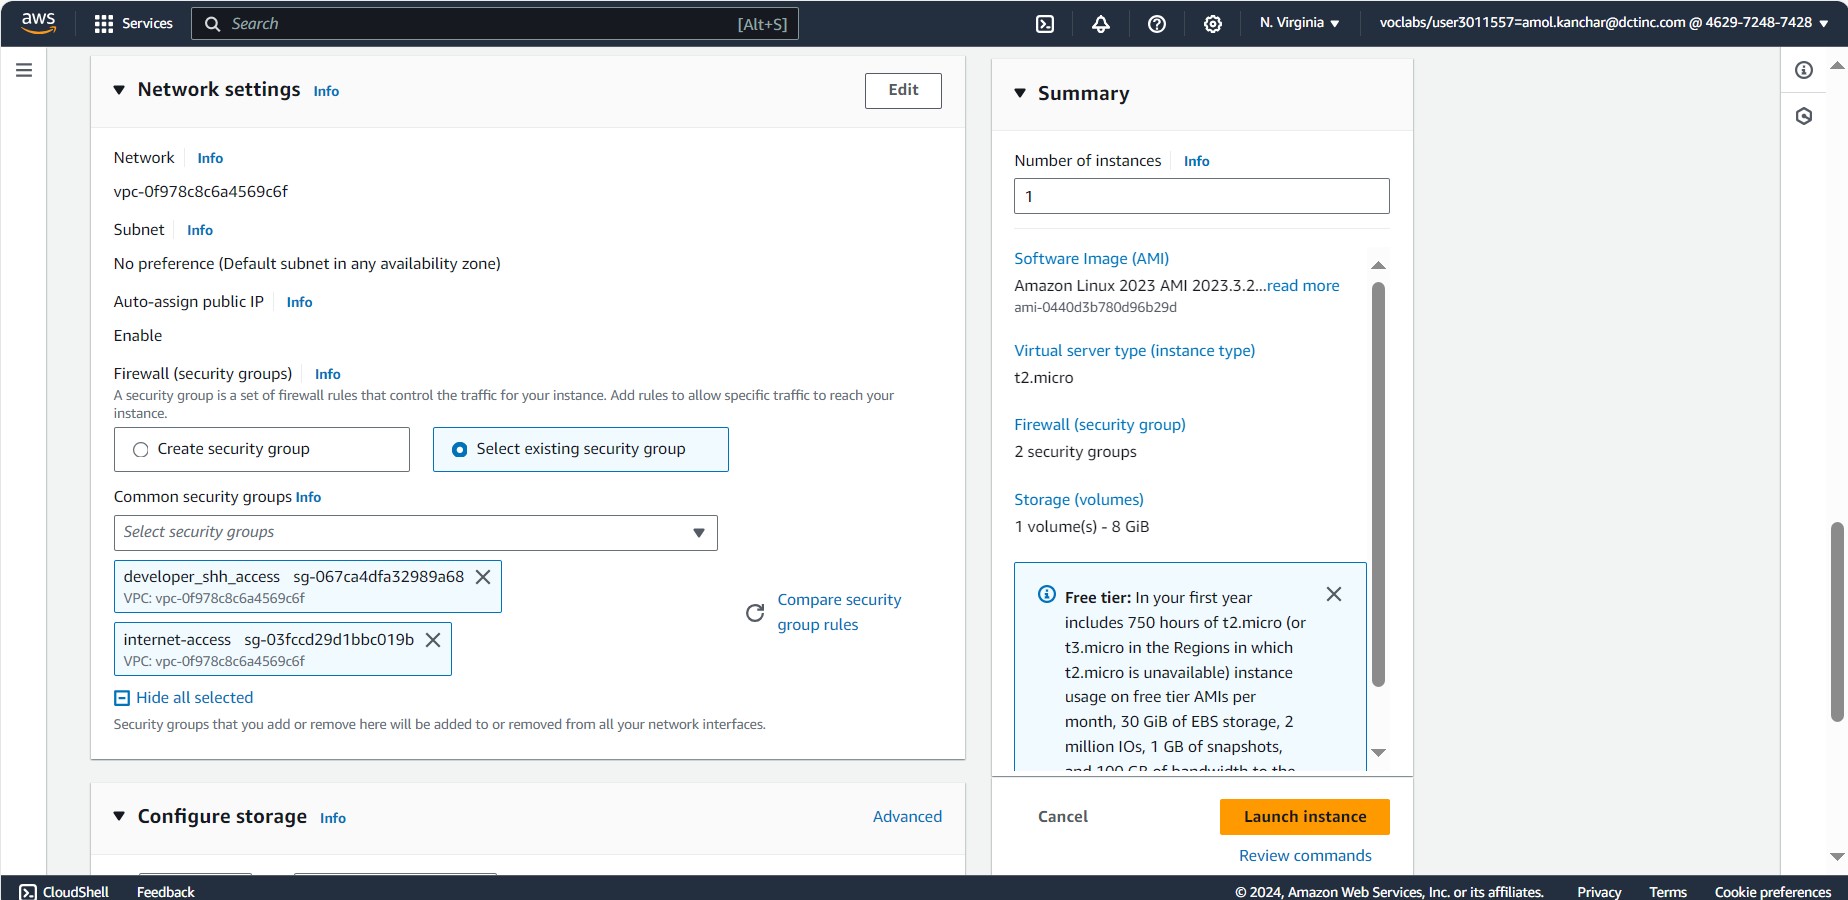 aws
Services
Search [Alt+S]
N. Virginia
voclabs/user3011557=amol.kanchar@dctinc.com @ 4629-7248-7428
Network settings Info
Edit
Network Info
vpc-0f978c8c6a4569c6f
Subnet Info
No preference (Default subnet in any availability zone)
Auto-assign public IP Info
Enable
Firewall (security groups) Info
A security group is a set of firewall rules that control the traffic for your instance. Add rules to allow specific traffic to reach your
instance.
Create security group
Select existing security group
Common security groups Info
Select security groups
developer_shh_access sg-067ca4dfa32989a68
VPC: vpc-0f978c8c6a4569c6f
internet-access sg-03fccd29d1bbc019b
VPC: vpc-0f978c8c6a4569c6f
Compare security
group rules
Hide all selected
Security groups that you add or remove here will be added to or removed from all your network interfaces.
Configure storage Info
Advanced
Summary
Number of instances Info
1
Software Image (AMI)
Amazon Linux 2023 AMI 2023.3.2...read more
ami-0440d3b780d96b29d
Virtual server type (instance type)
t2.micro
Firewall (security group)
2 security groups
Storage (volumes)
1 volume(s) - 8 GiB
Free tier: In your first year
includes 750 hours of t2.micro (or
t3.micro in the Regions in which
t2.micro is unavailable) instance
usage on free tier AMIs per
month, 30 GiB of EBS storage, 2
million IOs, 1 GB of snapshots,
and 100 GB of bandwidth to the
Cancel
Launch instance
Review commands
CloudShell
Feedback
© 2024, Amazon Web Services, Inc. or its affiliates.
Privacy
Terms
Cookie preferences